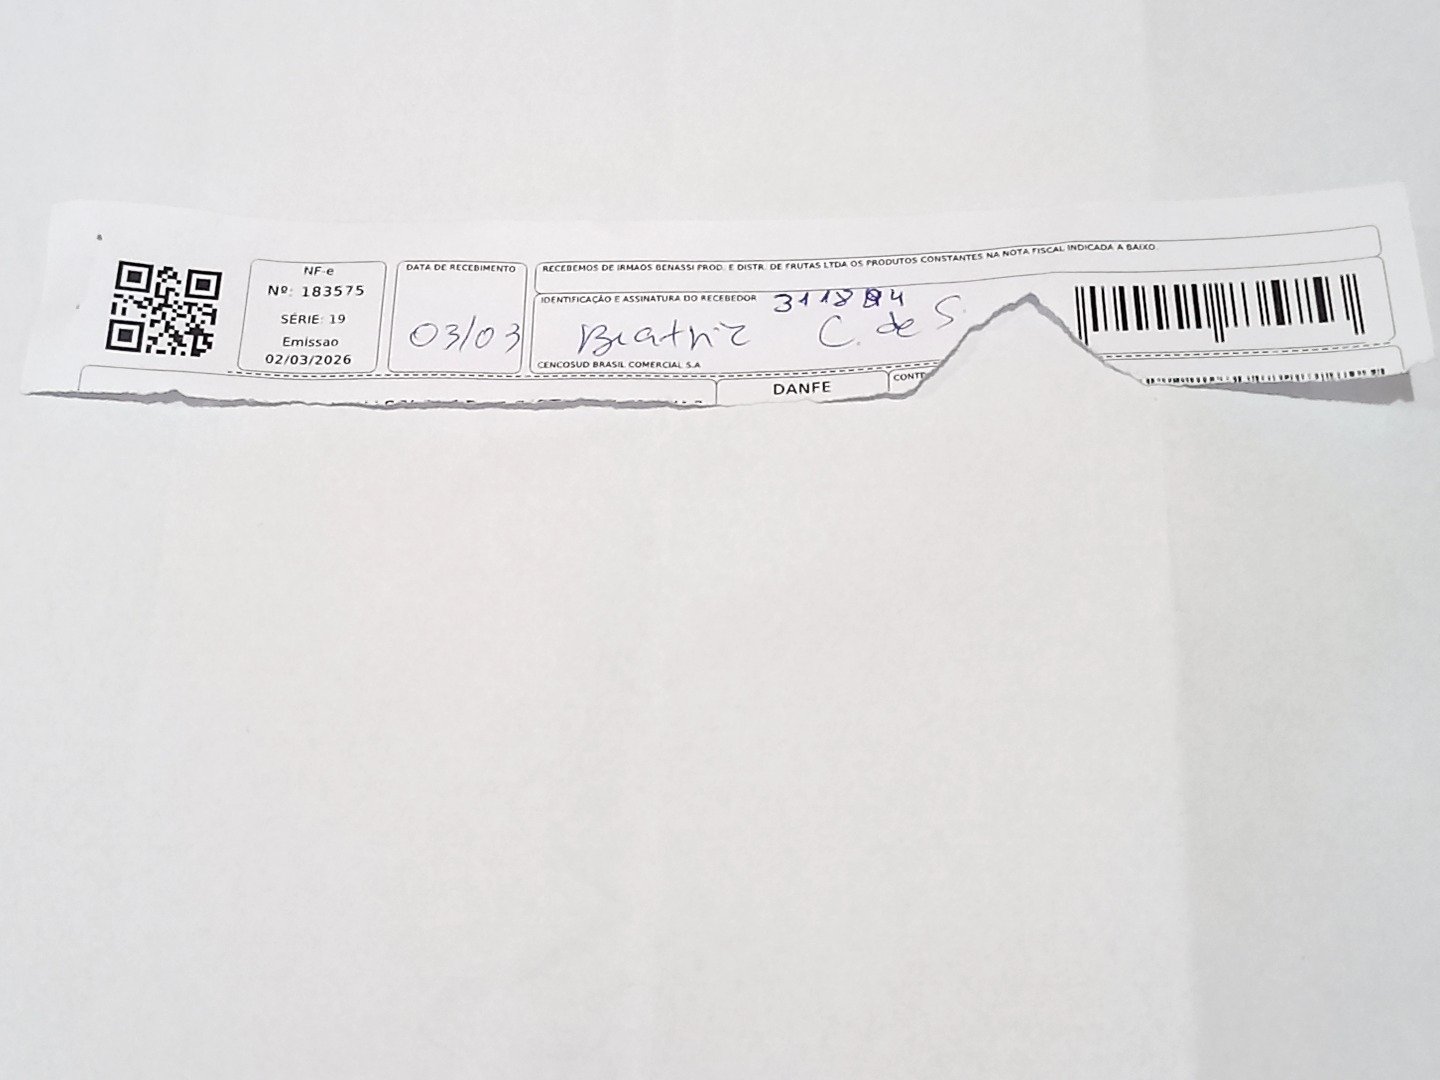 NF-e
Nº: 183575
SÉRIE: 19
Emissao
02/03/2026
DATA DE RECEBIMENTO
03/03
RECEBEMOS DE IRMAOS BENASSI PROD. E DISTR. DE FRUTAS LTDA OS PRODUTOS CONSTANTES NA NOTA FISCAL INDICADA A BAIXO
IDENTIFICAÇÃO E ASSINATURA DO RECEBEDOR
Beatriz C. de S.
CENCOSUD BRASIL COMERCIAL S.A
DANFE